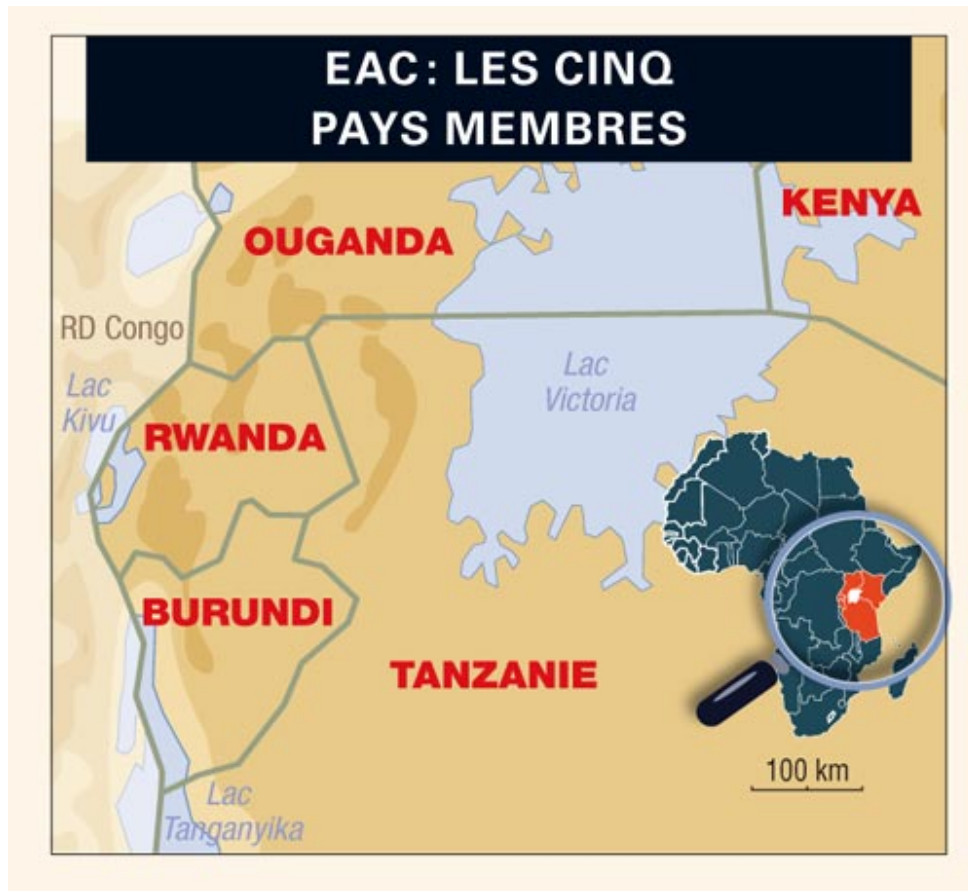 EAC: LES CINQ
PAYS MEMBRES
KENYA
OUGANDA
RD Congo
Lac
Kivu
Lac
Victoria
RWANDA
BURUNDI
TANZANIE
100 km
Lac
Tanganyika